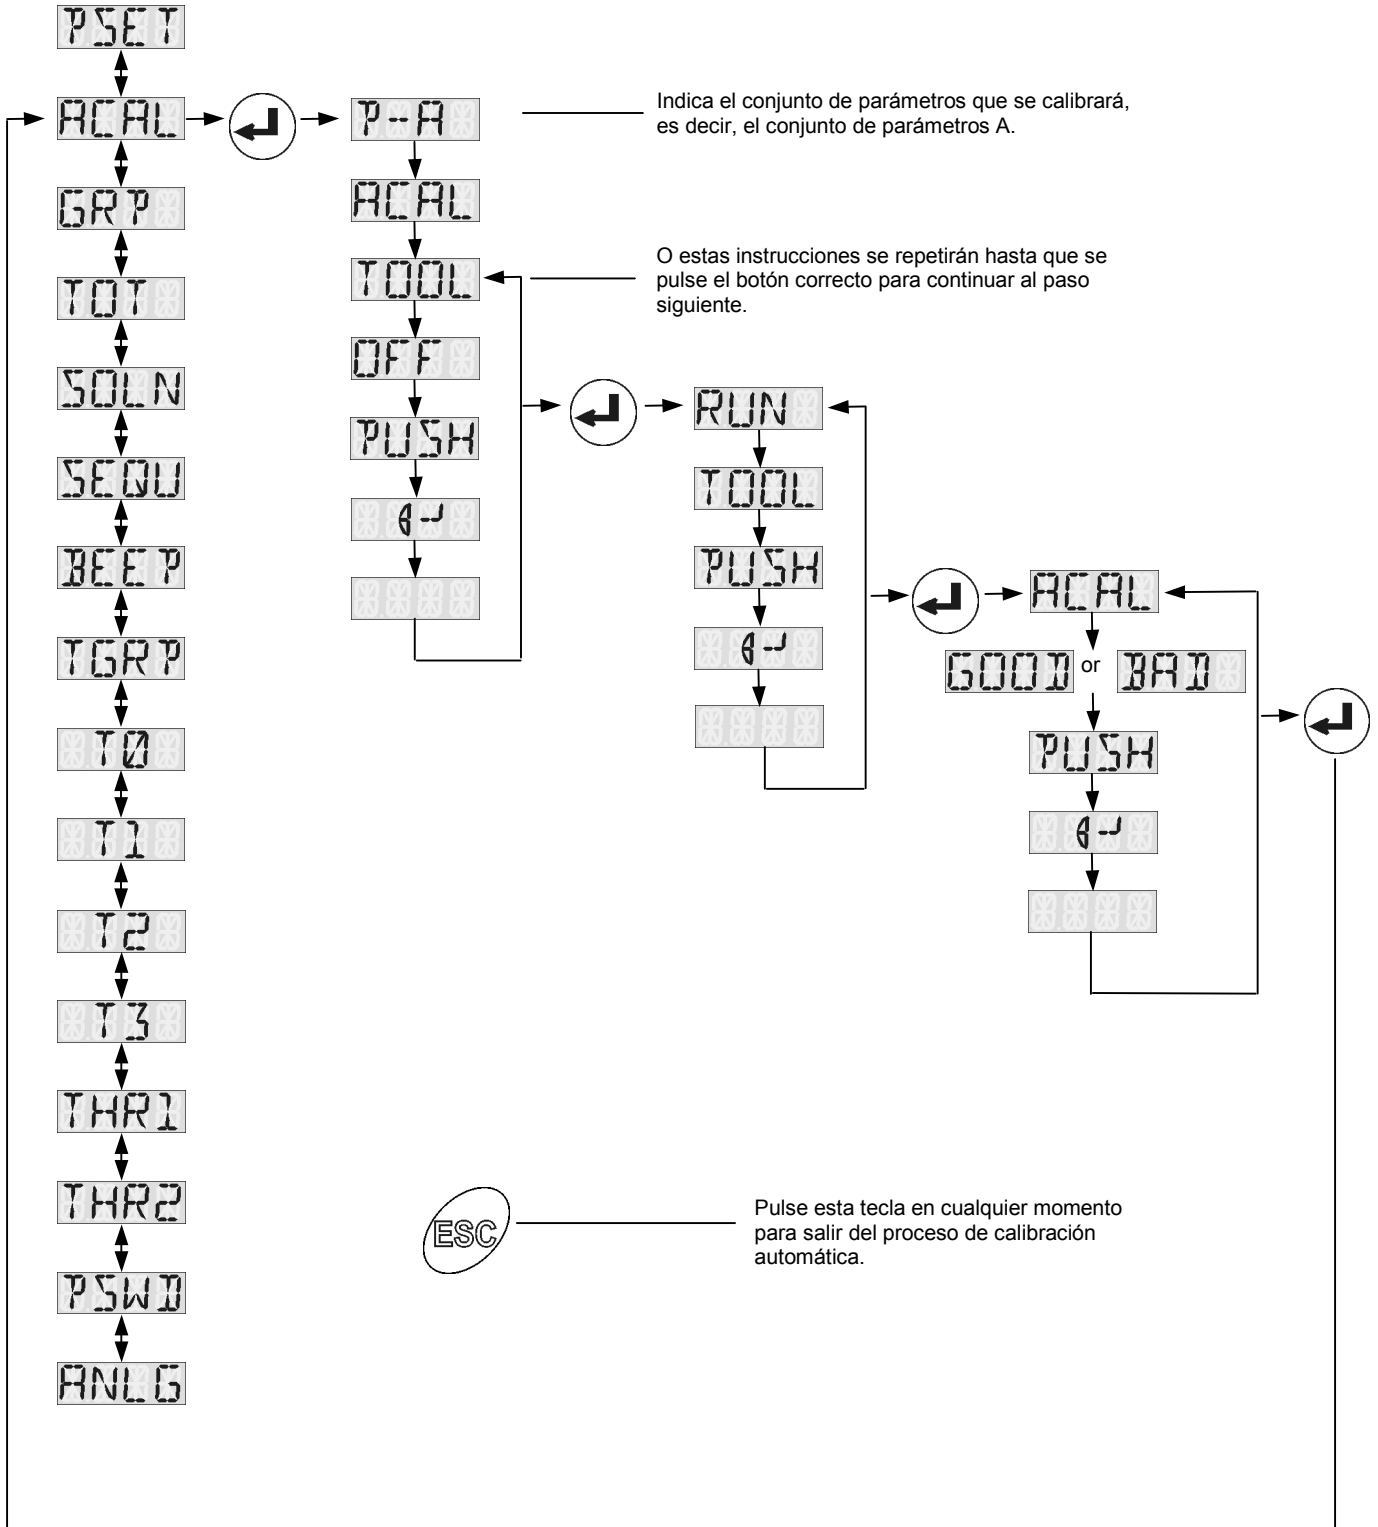 PSET
ACAL
GRP
TOT
SOLN
SEQU
BEEP
TGRP
T0
T1
T2
T3
THR1
THR2
PSWD
ANLG
P-A
ACAL
TOOL
OFF
PUSH
Indica el conjunto de parámetros que se calibrará,
es decir, el conjunto de parámetros A.
O estas instrucciones se repetirán hasta que se
pulse el botón correcto para continuar al paso
siguiente.
RUN
TOOL
PUSH
ACAL
GOOD or BAD
PUSH
ESC
Pulse esta tecla en cualquier momento
para salir del proceso de calibración
automática.